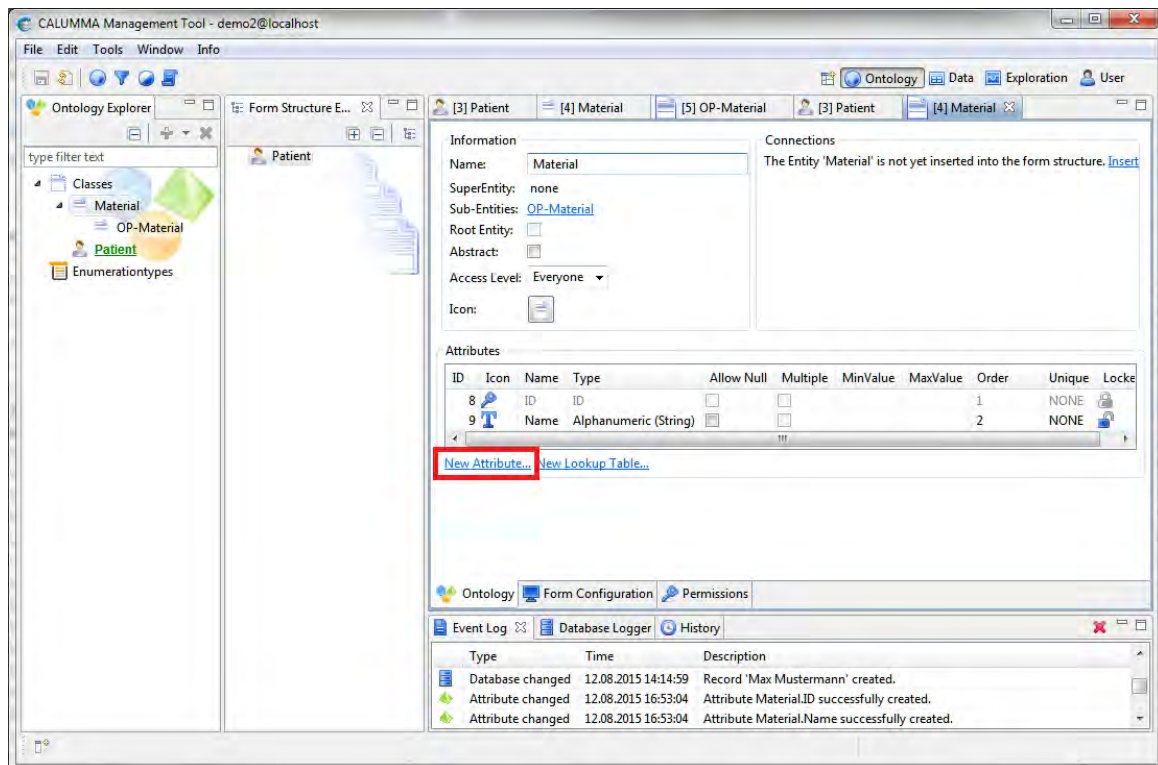 CALUMMA Management Tool - demo2@localhost
File Edit Tools Window Info
Ontology Data Exploration User
Ontology Explorer
type filter text
Classes
Material
OP-Material
Patient
Enumerationtypes
Form Structure E...
Patient
[3] Patient [4] Material [5] OP-Material [3] Patient [4] Material
Information
Name: Material
SuperEntity: none
Sub-Entities: OP-Material
Root Entity:
Abstract:
Access Level: Everyone
Icon:
Connections
The Entity 'Material' is not yet inserted into the form structure. Insert
Attributes
ID Icon Name Type Allow Null Multiple MinValue MaxValue Order Unique Locke
8 ID ID 1 NONE
9 T Name Alphanumeric (String) 2 NONE
New Attribute... New Lookup Table...
Ontology Form Configuration Permissions
Event Log Database Logger History
Type Time Description
Database changed 12.08.2015 14:14:59 Record 'Max Mustermann' created.
Attribute changed 12.08.2015 16:53:04 Attribute Material.ID successfully created.
Attribute changed 12.08.2015 16:53:04 Attribute Material.Name successfully created.